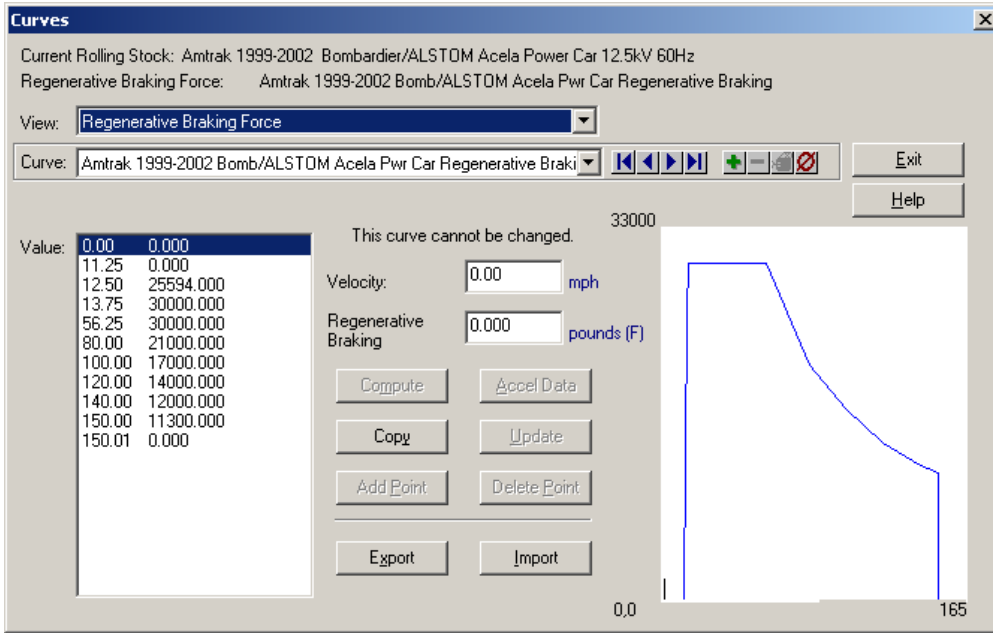 Curves
Current Rolling Stock: Amtrak 1999-2002 Bombardier/ALSTOM Acela Power Car 12.5kV 60Hz
Regenerative Braking Force: Amtrak 1999-2002 Bomb/ALSTOM Acela Pwr Car Regenerative Braking
View: Regenerative Braking Force
Curve: Amtrak 1999-2002 Bomb/ALSTOM Acela Pwr Car Regenerative Braki
Exit
Help
Value:
0.00 0.000
11.25 0.000
12.50 25594.000
13.75 30000.000
56.25 30000.000
80.00 21000.000
100.00 17000.000
120.00 14000.000
140.00 12000.000
150.00 11300.000
150.01 0.000
This curve cannot be changed.
Velocity: 0.00 mph
Regenerative
Braking 0.000 pounds (F)
Compute Accel Data
Copy Update
Add Point Delete Point
Export Import
33000
0,0 165